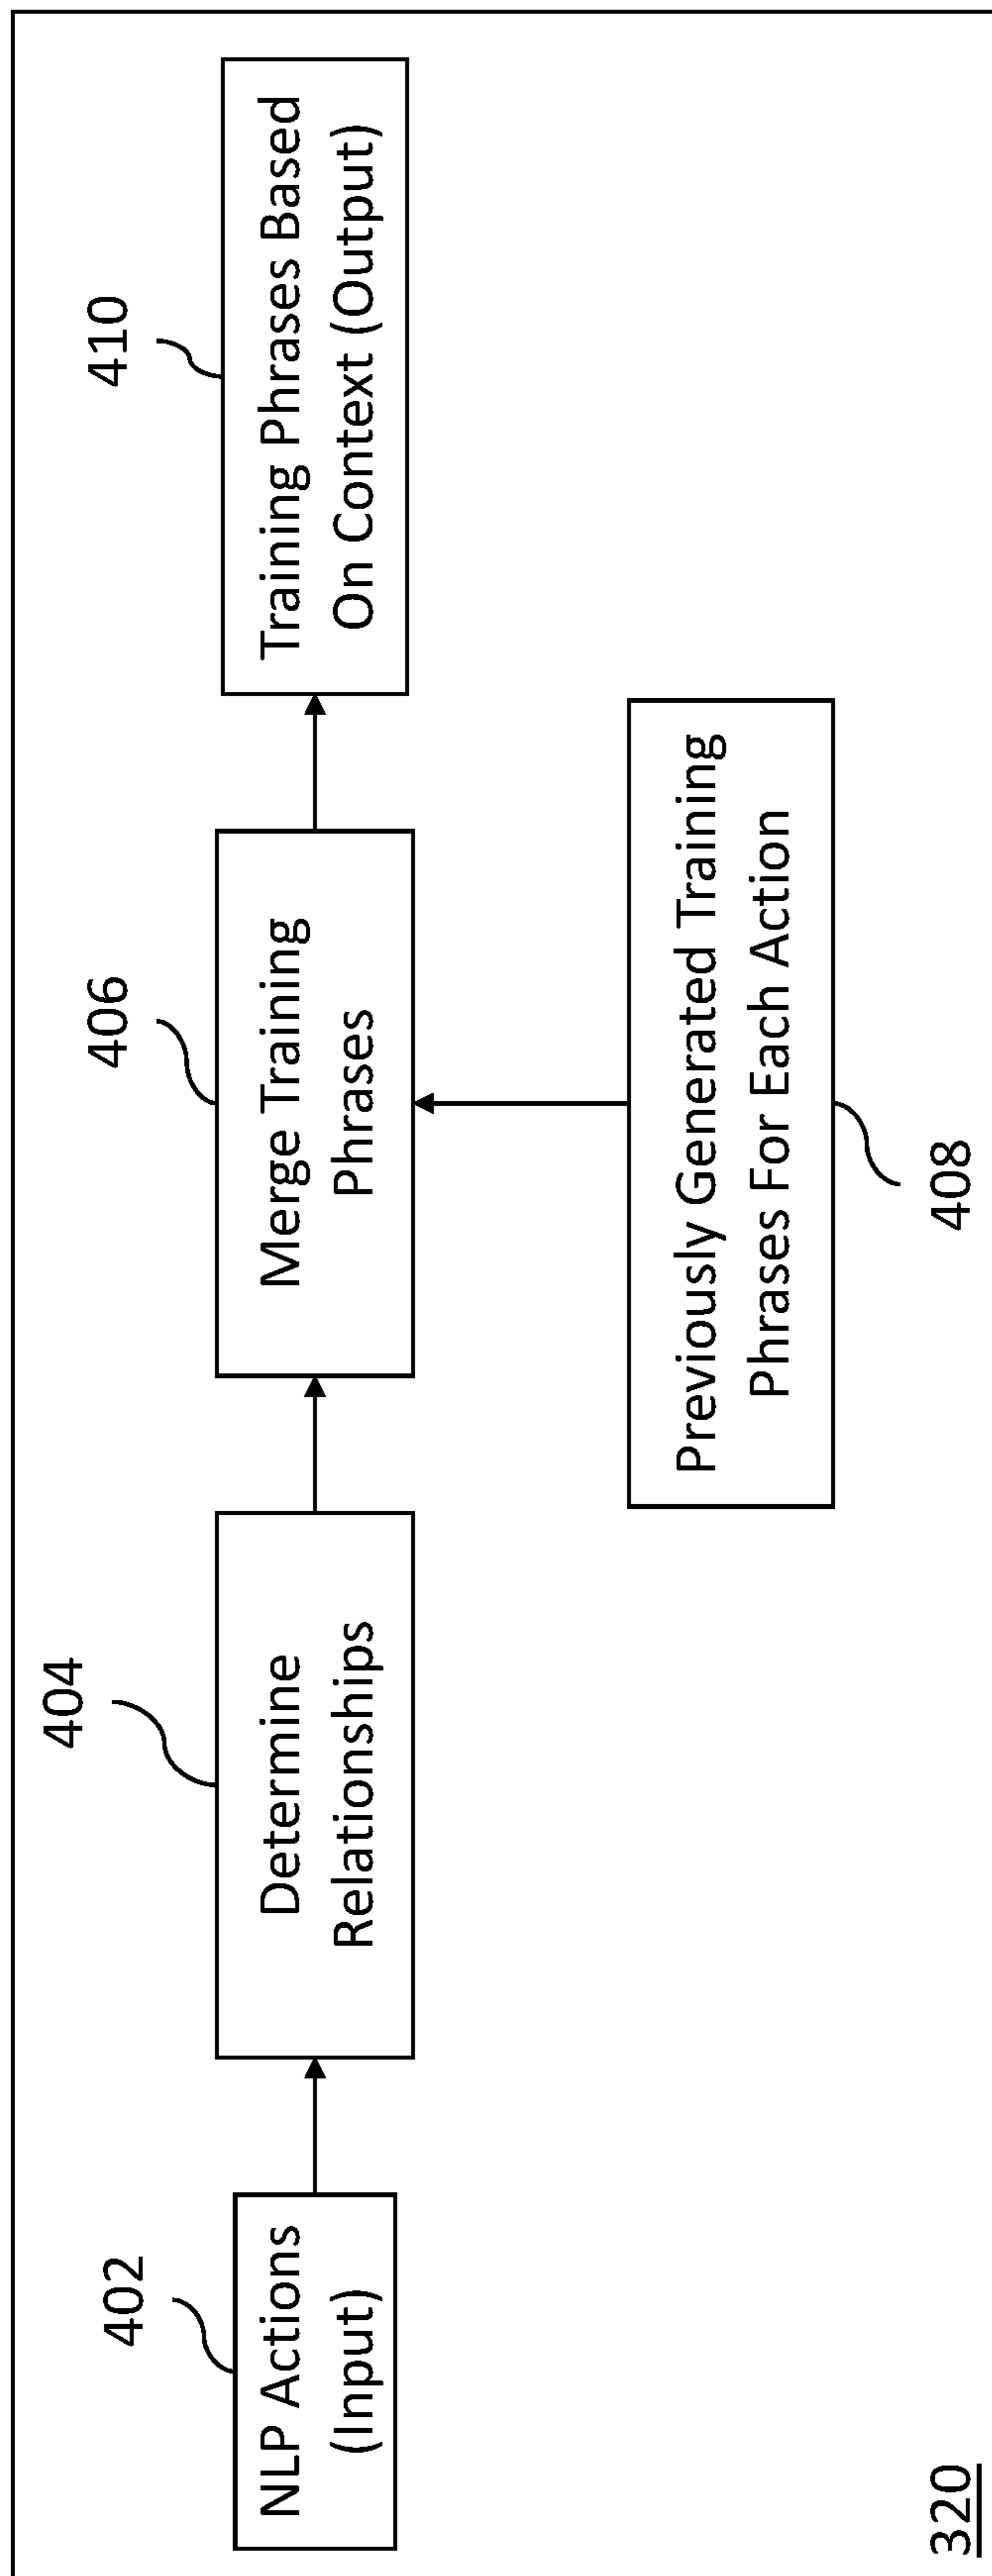 402
NLP Actions
(Input)
404
Determine
Relationships
406
Merge Training
Phrases
410
Training Phrases Based
On Context (Output)
Previously Generated Training
Phrases For Each Action
408
320